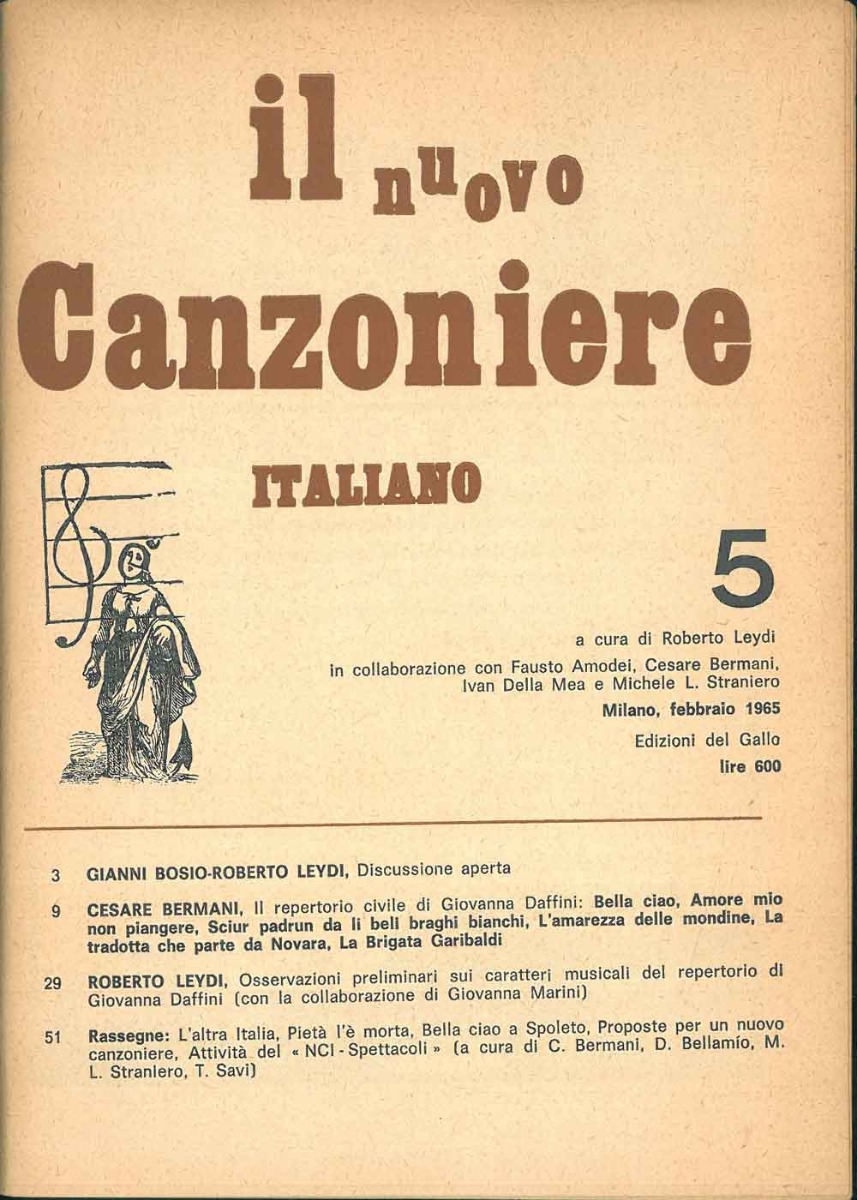 il nuovo
Canzoniere
ITALIANO
5
a cura di Roberto Leydi
in collaborazione con Fausto Amodei, Cesare Bermani,
Ivan Della Mea e Michele L. Straniero
Milano, febbraio 1965
Edizioni del Gallo
lire 600
3 GIANNI BOSIO-ROBERTO LEYDI, Discussione aperta
9 CESARE BERMANI, Il repertorio civile di Giovanna Daffini: Bella ciao, Amore mio
non piangere, Sciur padrun da li beli braghi bianchi, L'amarezza delle mondine, La
tradotta che parte da Novara, La Brigata Garibaldi
29 ROBERTO LEYDI, Osservazioni preliminari sui caratteri musicali del repertorio di
Giovanna Daffini (con la collaborazione di Giovanna Marini)
51 Rassegne: L'altra Italia, Pietà l'è morta, Bella ciao a Spoleto, Proposte per un nuovo
canzoniere, Attività del « NCI - Spettacoli » (a cura di C. Bermani, D. Bellamío, M.
L. Straniero, T. Savi)